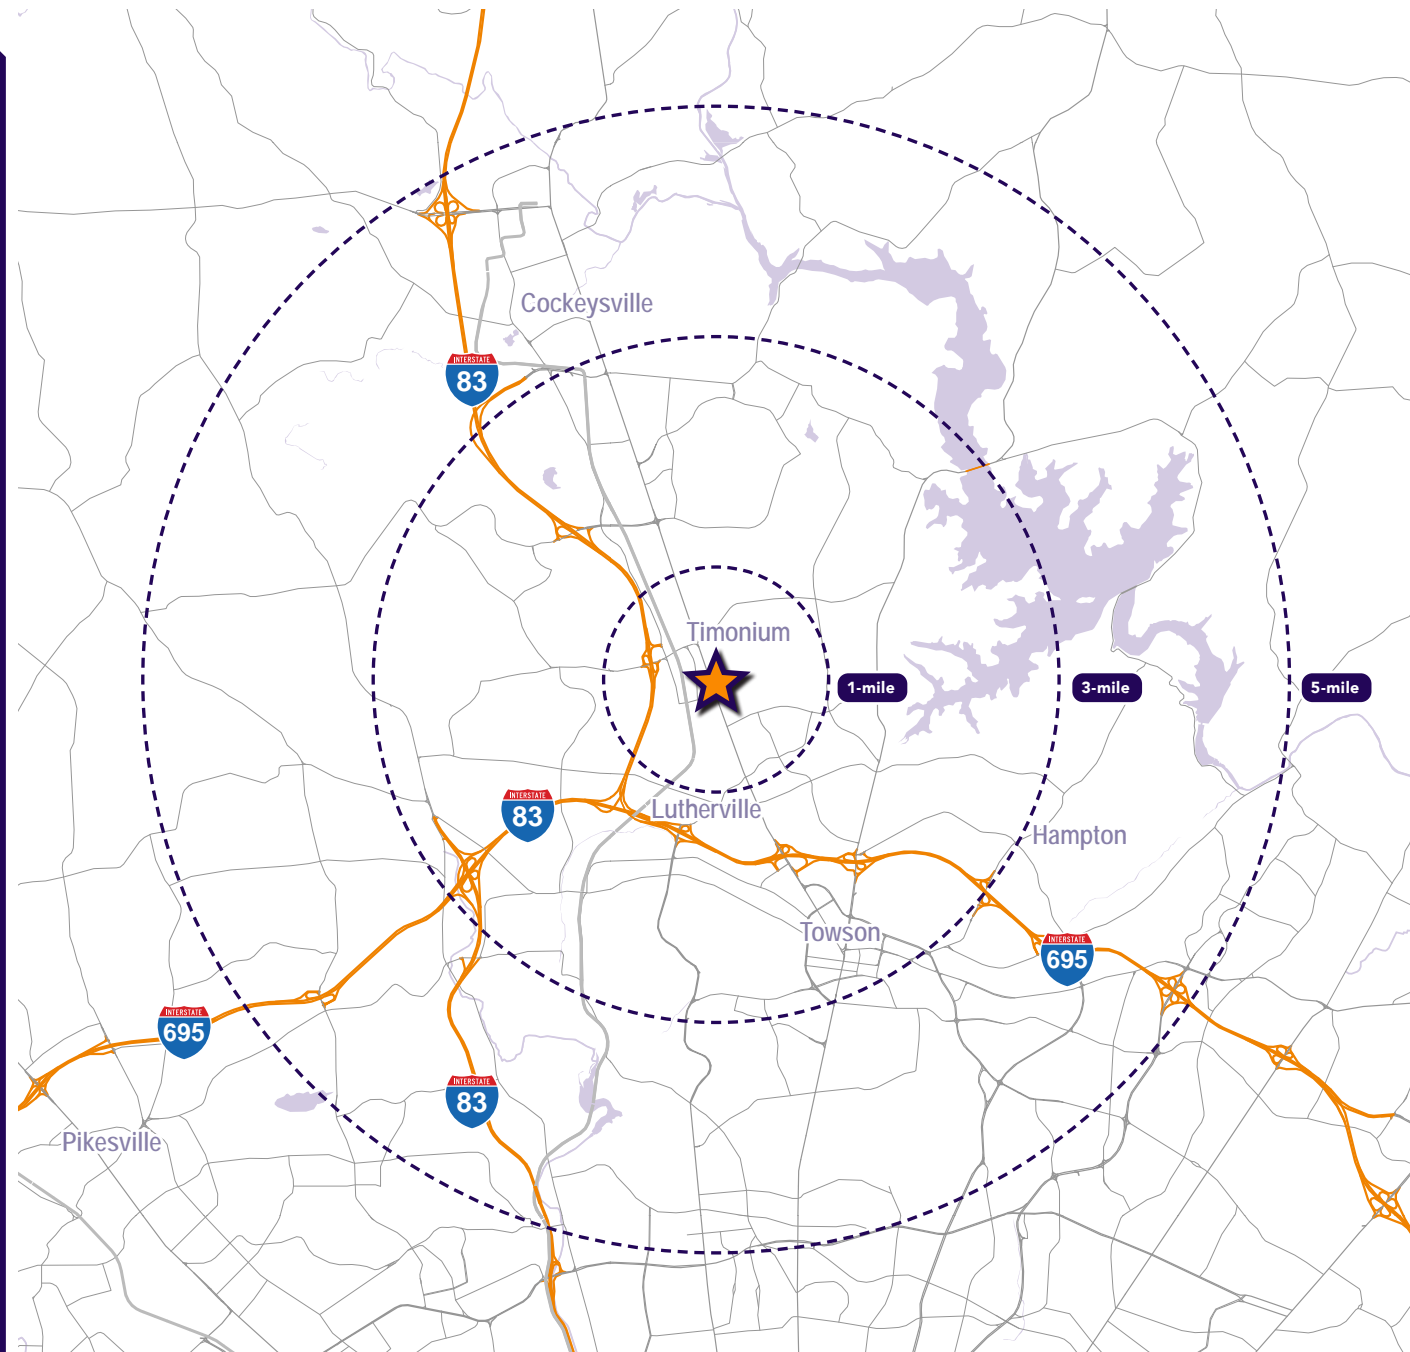 Cockeysville
INTERSTATE
83
Timonium
1-mile
3-mile
5-mile
INTERSTATE
83
Lutherville
Hampton
Towson
INTERSTATE
695
INTERSTATE
695
INTERSTATE
83
Pikesville